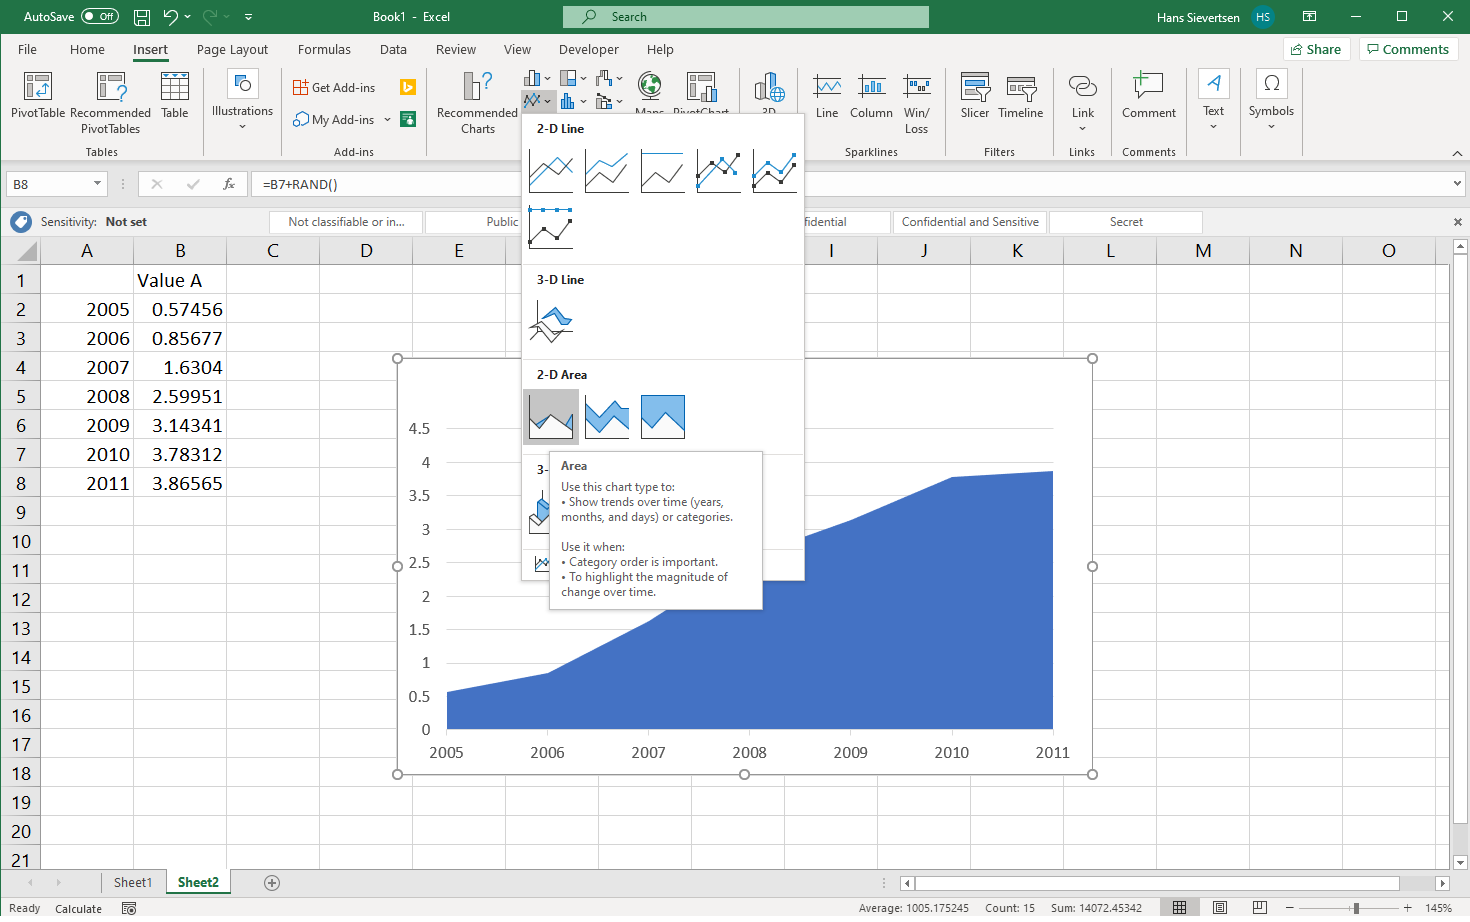 AutoSave Off
Book1 - Excel
Search
Hans Sievertsen HS
File Home Insert Page Layout Formulas Data Review View Developer Help
Share Comments
PivotTable Recommended PivotTables Table
Tables
Illustrations
Get Add-ins
My Add-ins
Add-ins
Recommended Charts
Maps PivotChart 3D
Line Column Win/ Loss
Sparklines
Slicer Timeline
Filters
Link
Links
Comment
Comments
Text
Symbols
B8
fx
=B7+RAND()
Sensitivity: Not set
Not classifiable or in...
Public
Confidential and Sensitive
Secret
A B C D E I J K L M N O
1 Value A
2 2005 0.57456
3 2006 0.85677
4 2007 1.6304
5 2008 2.59951
6 2009 3.14341
7 2010 3.78312
8 2011 3.86565
9
10
11
12
13
14
15
16
17
18
19
20
21
2-D Line
3-D Line
2-D Area
3-
Area
Use this chart type to:
• Show trends over time (years,
months, and days) or categories.
Use it when:
• Category order is important.
• To highlight the magnitude of
change over time.
4.5
4
3.5
3
2.5
2
1.5
1
0.5
0
2005 2006 2007 2008 2009 2010 2011
Sheet1 Sheet2
Ready Calculate
Average: 1005.175245 Count: 15 Sum: 14072.45342
145%